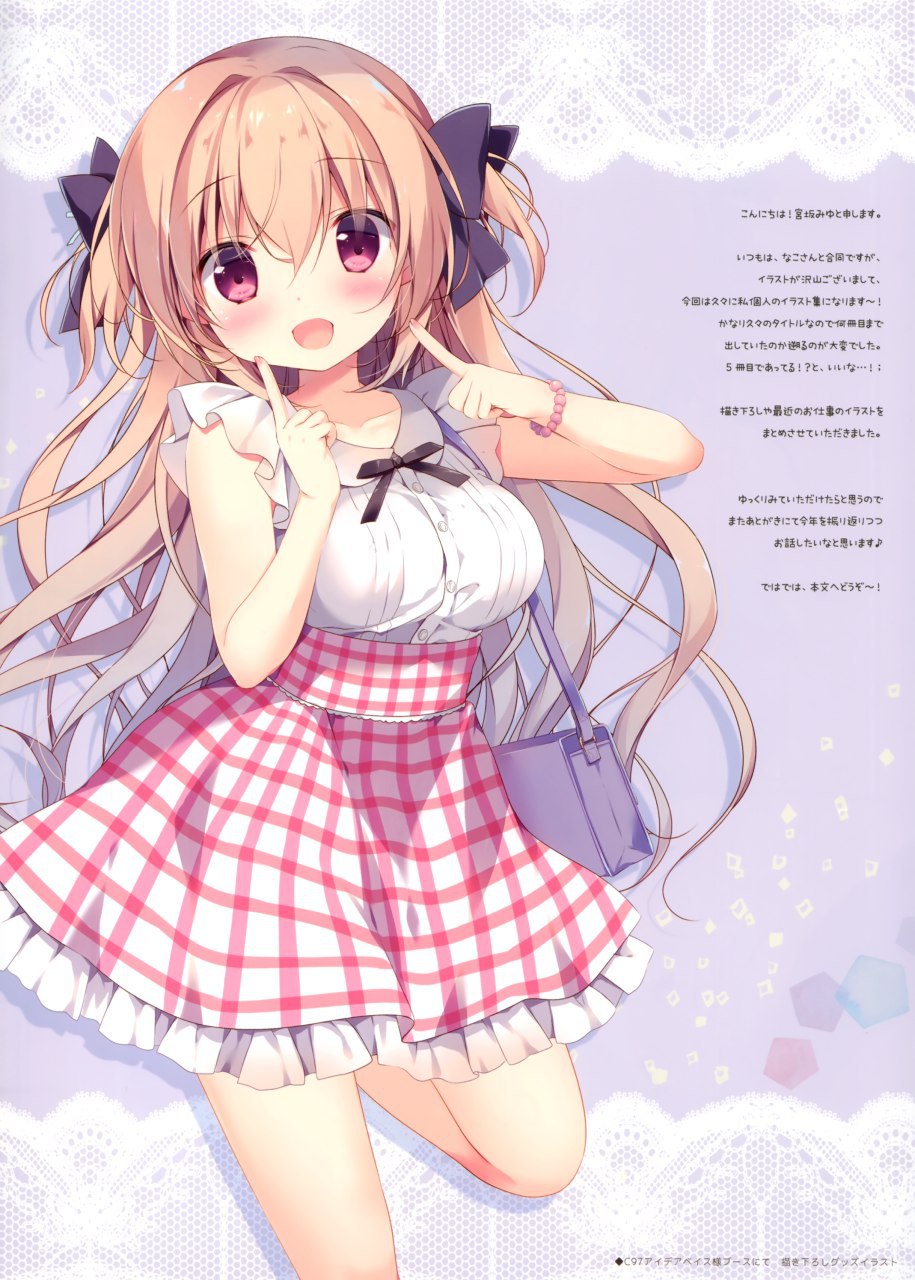 こんにちは！宮坂みゆと申します。
いつもは、なこさんと合同ですが、
イラストが沢山ございまして、
今回は久々に私個人のイラスト集になります〜！
かなり久々のタイトルなので何冊目まで
出していたのか遡るのが大変でした。
５冊目であってる！？と、いいな…！；
描き下ろしや最近のお仕事のイラストを
まとめさせていただきました。
ゆっくりみていただけたらと思うので
またあとがきにて今年を振り返りつつ
お話したいなと思います♪
ではでは、本文へどうぞ〜！
◆C97アイデアベイス様ブースにて　描き下ろしグッズイラスト